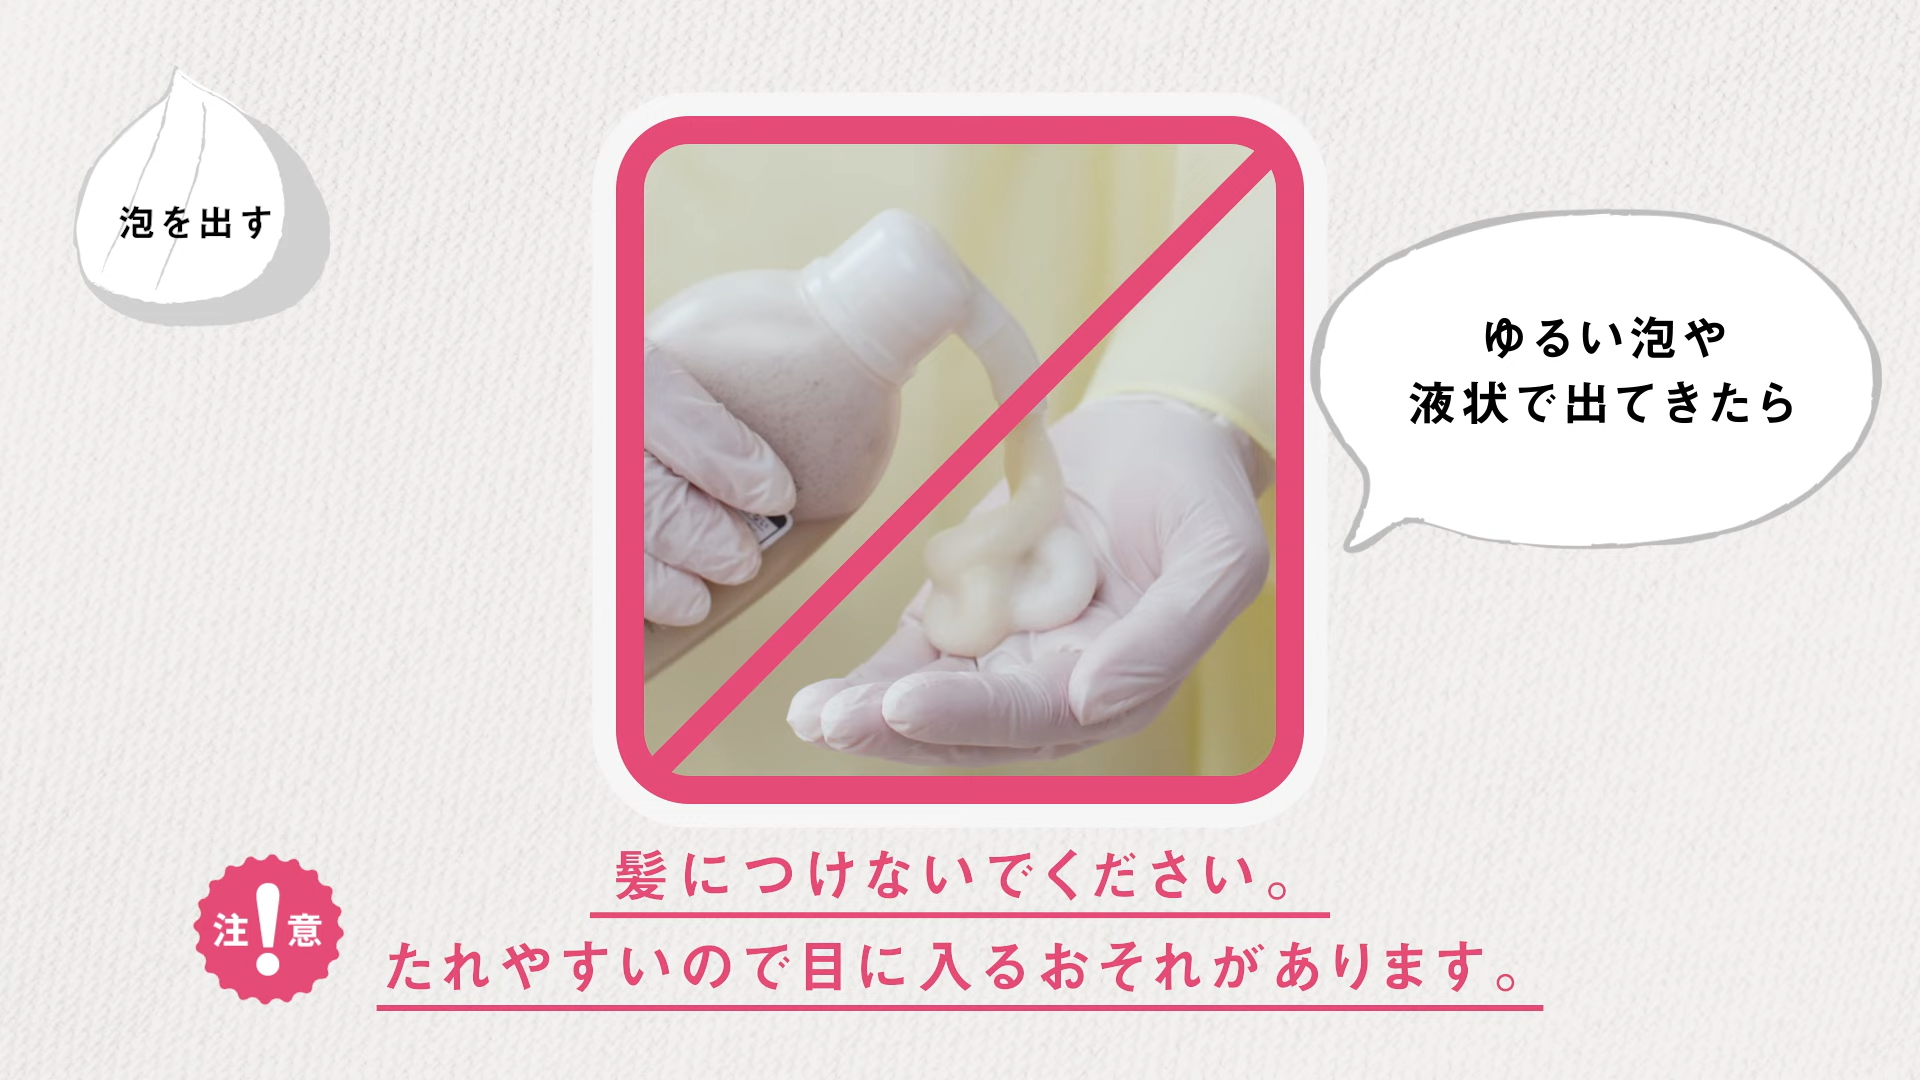 泡を出す
ゆるい泡や
液状で出てきたら
注!意
髪につけないでください。
たれやすいので目に入るおそれがあります。